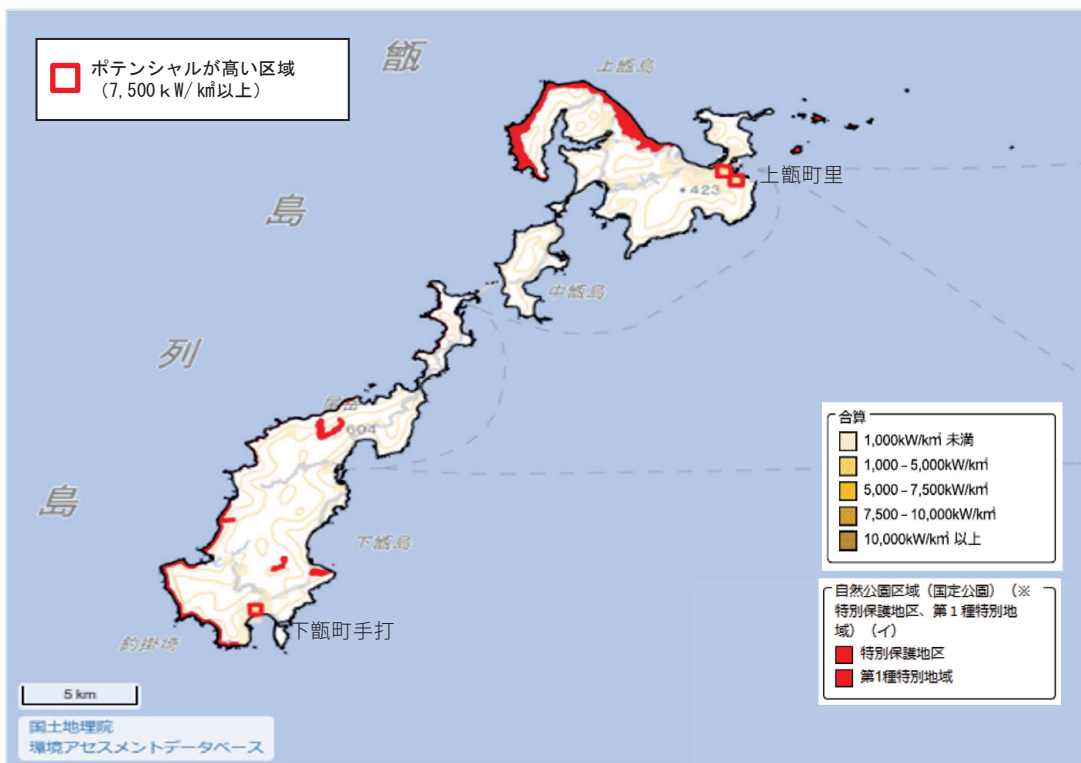 ポテンシャルが高い区域
（7,500ｋW/㎢以上）
甑
島
列
島
上甑島
上甑町里
423
中甑島
604
下甑島
下甑町手打
釣掛埼
合算
1,000kW/k㎡ 未満
1,000 – 5,000kW/k㎡
5,000 – 7,500kW/k㎡
7,500 – 10,000kW/k㎡
10,000kW/k㎡ 以上
自然公園区域（国定公園）（※
特別保護地区、第１種特別地
域）（イ）
特別保護地区
第1種特別地域
5 km
国土地理院
環境アセスメントデータベース